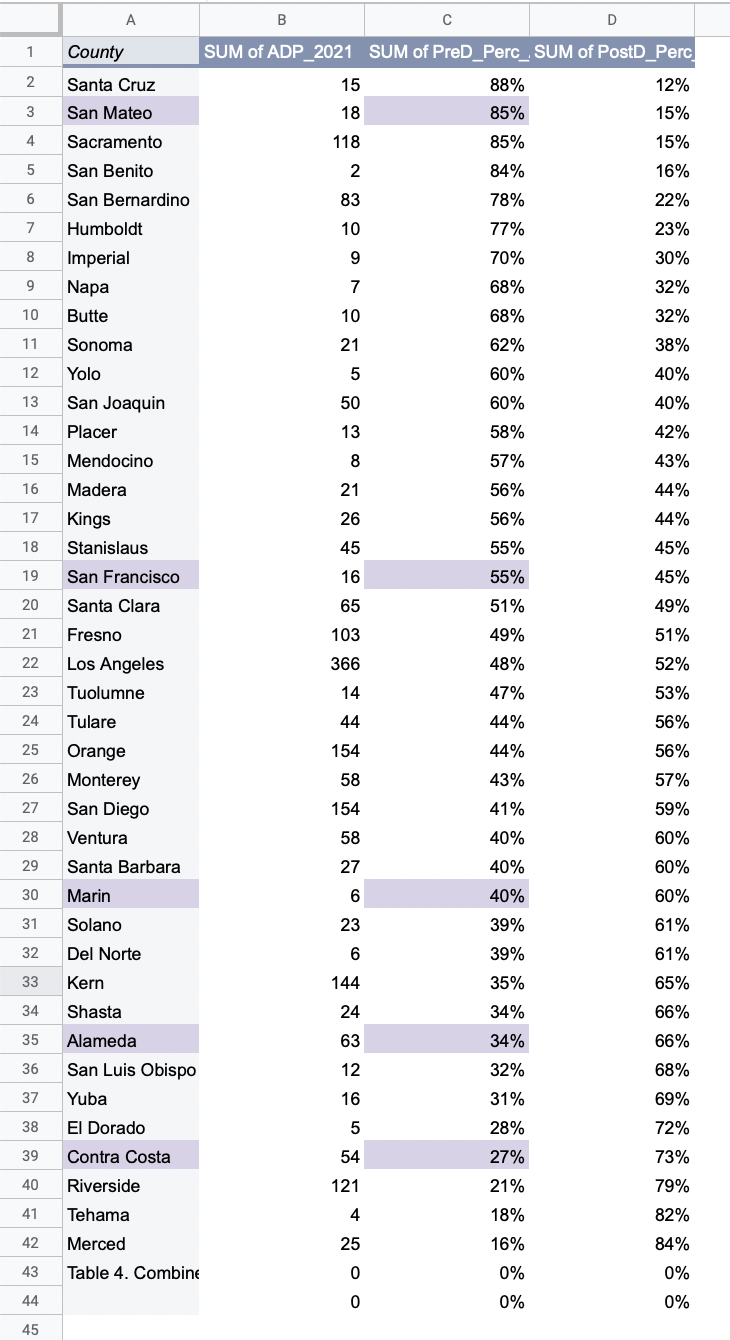 A B C D
1 County SUM of ADP_2021 SUM of PreD_Perc_ SUM of PostD_Perc_
2 Santa Cruz 15 88% 12%
3 San Mateo 18 85% 15%
4 Sacramento 118 85% 15%
5 San Benito 2 84% 16%
6 San Bernardino 83 78% 22%
7 Humboldt 10 77% 23%
8 Imperial 9 70% 30%
9 Napa 7 68% 32%
10 Butte 10 68% 32%
11 Sonoma 21 62% 38%
12 Yolo 5 60% 40%
13 San Joaquin 50 60% 40%
14 Placer 13 58% 42%
15 Mendocino 8 57% 43%
16 Madera 21 56% 44%
17 Kings 26 56% 44%
18 Stanislaus 45 55% 45%
19 San Francisco 16 55% 45%
20 Santa Clara 65 51% 49%
21 Fresno 103 49% 51%
22 Los Angeles 366 48% 52%
23 Tuolumne 14 47% 53%
24 Tulare 44 44% 56%
25 Orange 154 44% 56%
26 Monterey 58 43% 57%
27 San Diego 154 41% 59%
28 Ventura 58 40% 60%
29 Santa Barbara 27 40% 60%
30 Marin 6 40% 60%
31 Solano 23 39% 61%
32 Del Norte 6 39% 61%
33 Kern 144 35% 65%
34 Shasta 24 34% 66%
35 Alameda 63 34% 66%
36 San Luis Obispo 12 32% 68%
37 Yuba 16 31% 69%
38 El Dorado 5 28% 72%
39 Contra Costa 54 27% 73%
40 Riverside 121 21% 79%
41 Tehama 4 18% 82%
42 Merced 25 16% 84%
43 Table 4. Combine 0 0% 0%
44 0 0% 0%
45